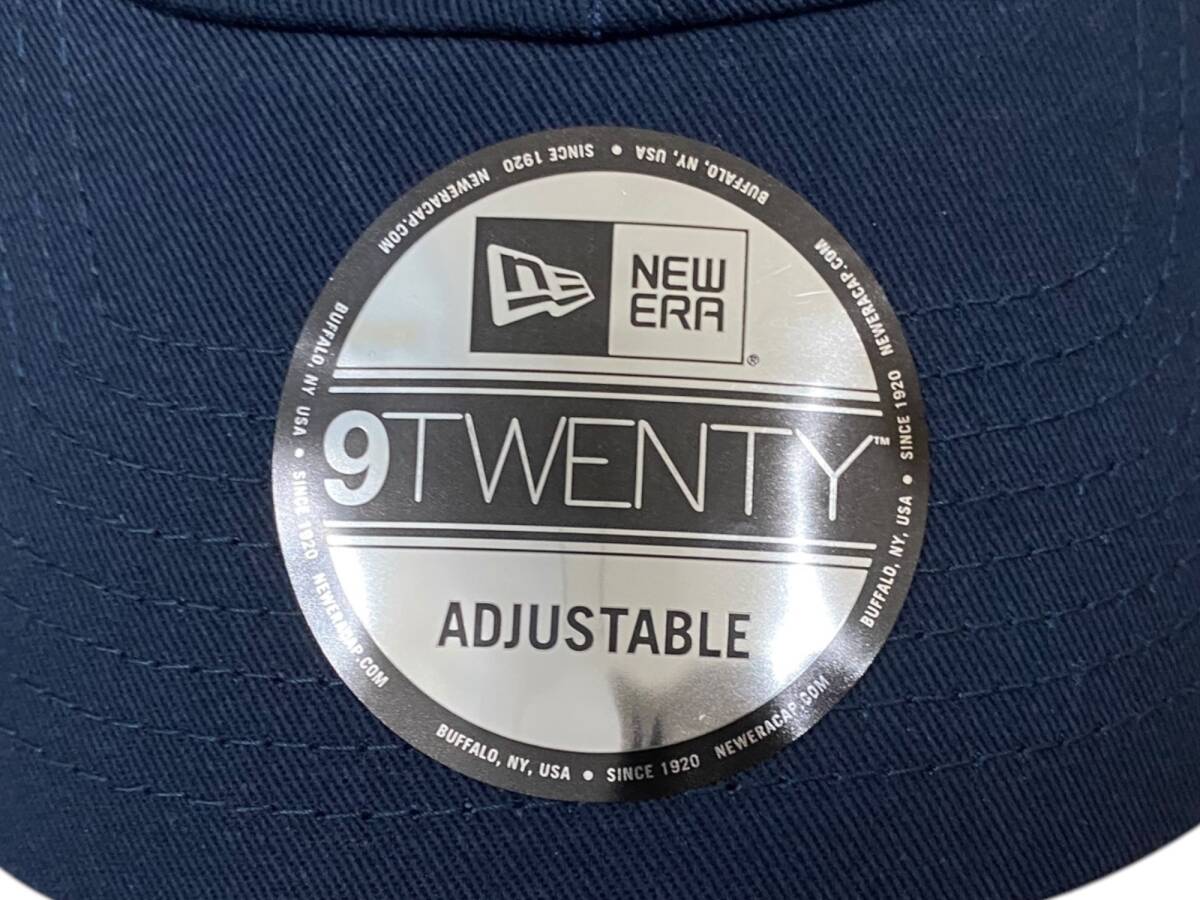 NEW
ERA
®
9TWENTY™
ADJUSTABLE
BUFFALO, NY, USA • SINCE 1920 NEWERACAP.COM
BUFFALO, NY, USA • SINCE 1920 NEWERACAP.COM
BUFFALO, NY, USA • SINCE 1920 NEWERACAP.COM
BUFFALO, NY USA • SINCE 1920 NEWERACAP.COM